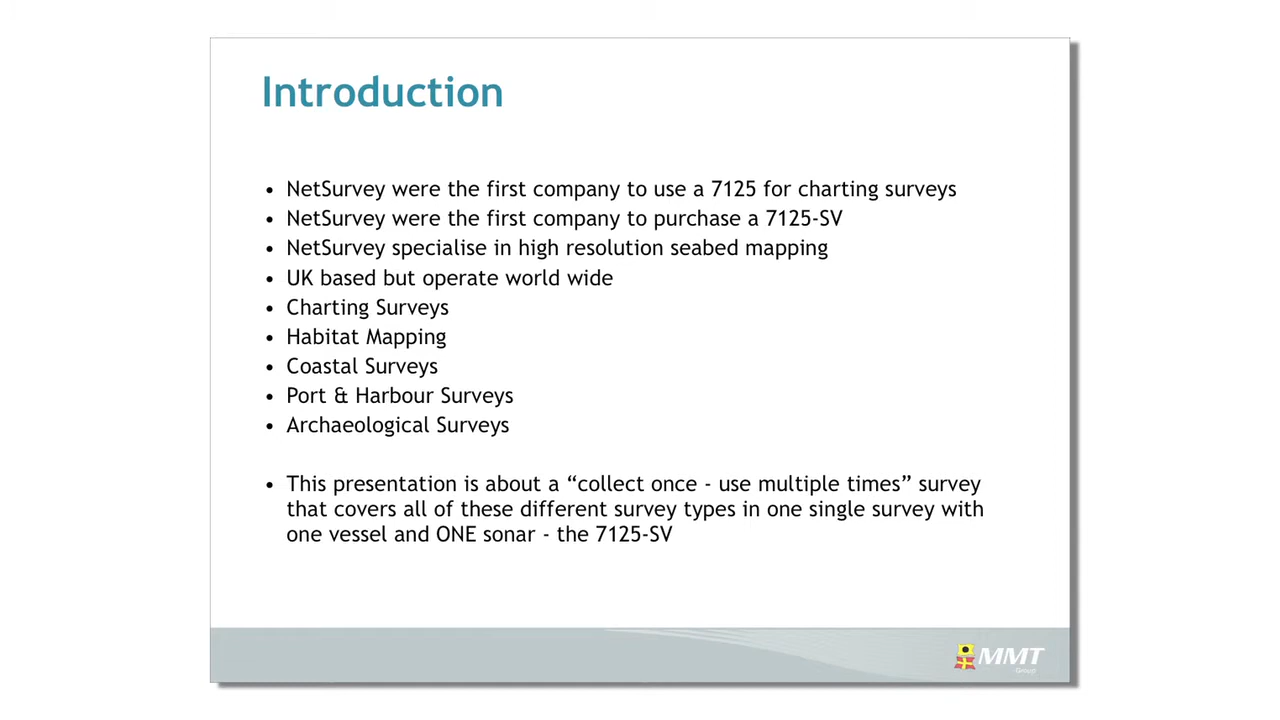 Introduction
• NetSurvey were the first company to use a 7125 for charting surveys
• NetSurvey were the first company to purchase a 7125-SV
• NetSurvey specialise in high resolution seabed mapping
• UK based but operate world wide
• Charting Surveys
• Habitat Mapping
• Coastal Surveys
• Port & Harbour Surveys
• Archaeological Surveys
• This presentation is about a “collect once - use multiple times” survey
that covers all of these different survey types in one single survey with
one vessel and ONE sonar - the 7125-SV
MMT
Group